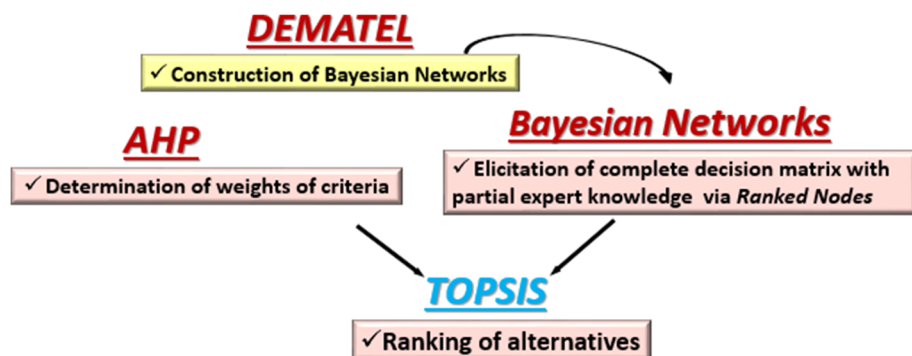 DEMATEL
✓ Construction of Bayesian Networks
AHP
✓ Determination of weights of criteria
Bayesian Networks
✓ Elicitation of complete decision matrix with
partial expert knowledge via Ranked Nodes
TOPSIS
✓Ranking of alternatives